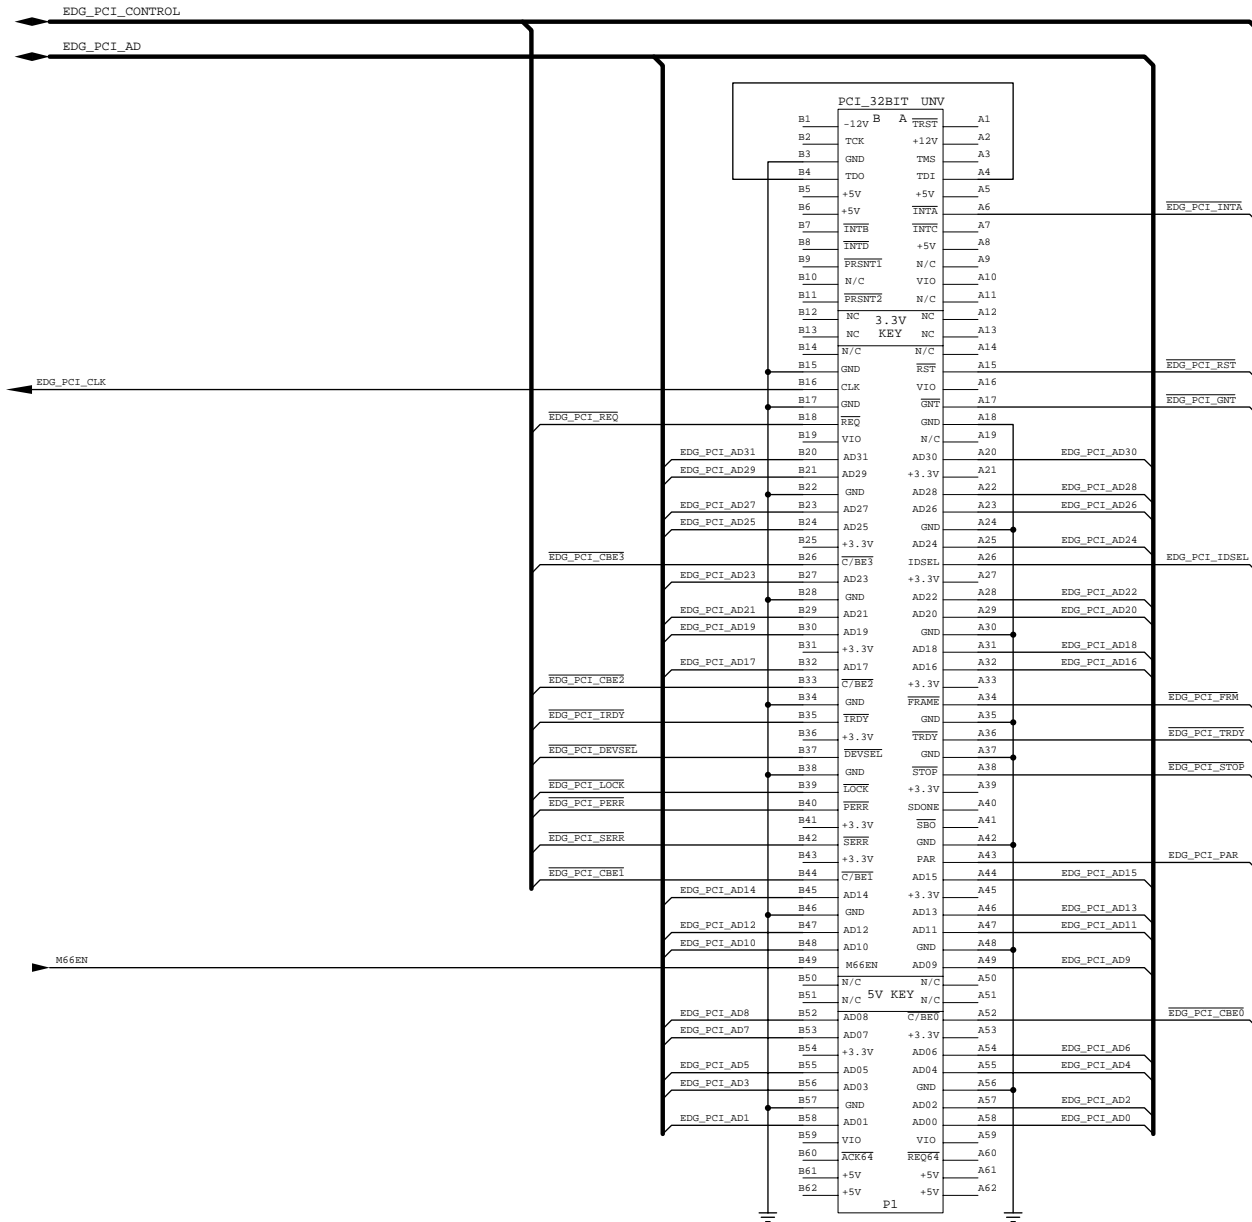 EDG_PCI_CONTROL
EDG_PCI_AD
PCI_32BIT UNV
B A
B1 -12V TRST A1
B2 TCK +12V A2
B3 GND TMS A3
B4 TDO TDI A4
B5 +5V +5V A5
B6 +5V INTA A6 EDG_PCI_INTA
B7 INTB INTC A7
B8 INTD +5V A8
B9 PRSNT1 N/C A9
B10 N/C VIO A10
B11 PRSNT2 N/C A11
B12 NC NC A12
3.3V KEY
B13 NC NC A13
B14 N/C N/C A14
B15 GND RST A15 EDG_PCI_RST
EDG_PCI_CLK B16 CLK VIO A16
B17 GND GNT A17 EDG_PCI_GNT
EDG_PCI_REQ B18 REQ GND A18
B19 VIO N/C A19
EDG_PCI_AD31 B20 AD31 AD30 A20 EDG_PCI_AD30
EDG_PCI_AD29 B21 AD29 +3.3V A21
B22 GND AD28 A22 EDG_PCI_AD28
EDG_PCI_AD27 B23 AD27 AD26 A23 EDG_PCI_AD26
EDG_PCI_AD25 B24 AD25 GND A24
B25 +3.3V AD24 A25 EDG_PCI_AD24
EDG_PCI_CBE3 B26 C/BE3 IDSEL A26 EDG_PCI_IDSEL
EDG_PCI_AD23 B27 AD23 +3.3V A27
B28 GND AD22 A28 EDG_PCI_AD22
EDG_PCI_AD21 B29 AD21 AD20 A29 EDG_PCI_AD20
EDG_PCI_AD19 B30 AD19 GND A30
B31 +3.3V AD18 A31 EDG_PCI_AD18
EDG_PCI_AD17 B32 AD17 AD16 A32 EDG_PCI_AD16
EDG_PCI_CBE2 B33 C/BE2 +3.3V A33
B34 GND FRAME A34 EDG_PCI_FRM
EDG_PCI_IRDY B35 IRDY GND A35
B36 +3.3V TRDY A36 EDG_PCI_TRDY
EDG_PCI_DEVSEL B37 DEVSEL GND A37
B38 GND STOP A38 EDG_PCI_STOP
EDG_PCI_LOCK B39 LOCK +3.3V A39
EDG_PCI_PERR B40 PERR SDONE A40
B41 +3.3V SBO A41
EDG_PCI_SERR B42 SERR GND A42
B43 +3.3V PAR A43 EDG_PCI_PAR
EDG_PCI_CBE1 B44 C/BE1 AD15 A44 EDG_PCI_AD15
EDG_PCI_AD14 B45 AD14 +3.3V A45
B46 GND AD13 A46 EDG_PCI_AD13
EDG_PCI_AD12 B47 AD12 AD11 A47 EDG_PCI_AD11
EDG_PCI_AD10 B48 AD10 GND A48
M66EN B49 M66EN AD09 A49 EDG_PCI_AD9
B50 N/C N/C A50
5V KEY
B51 N/C N/C A51
EDG_PCI_AD8 B52 AD08 C/BE0 A52 EDG_PCI_CBE0
EDG_PCI_AD7 B53 AD07 +3.3V A53
B54 +3.3V AD06 A54 EDG_PCI_AD6
EDG_PCI_AD5 B55 AD05 AD04 A55 EDG_PCI_AD4
EDG_PCI_AD3 B56 AD03 GND A56
B57 GND AD02 A57 EDG_PCI_AD2
EDG_PCI_AD1 B58 AD01 AD00 A58 EDG_PCI_AD0
B59 VIO VIO A59
B60 ACK64 REQ64 A60
B61 +5V +5V A61
B62 +5V +5V A62
P1